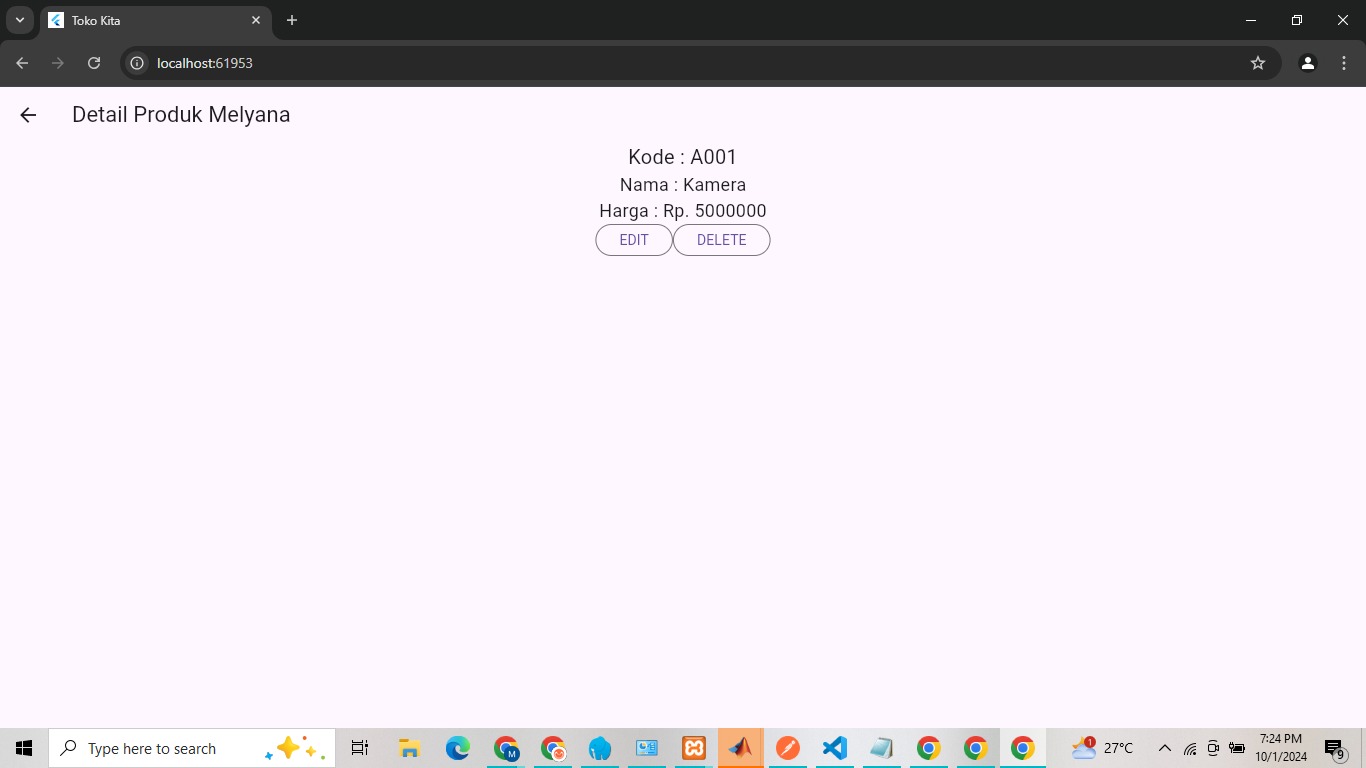 Toko Kita
localhost:61953
Detail Produk Melyana
Kode : A001
Nama : Kamera
Harga : Rp. 5000000
EDIT DELETE
Type here to search
M
1
27°C
7:24 PM
10/1/2024
9